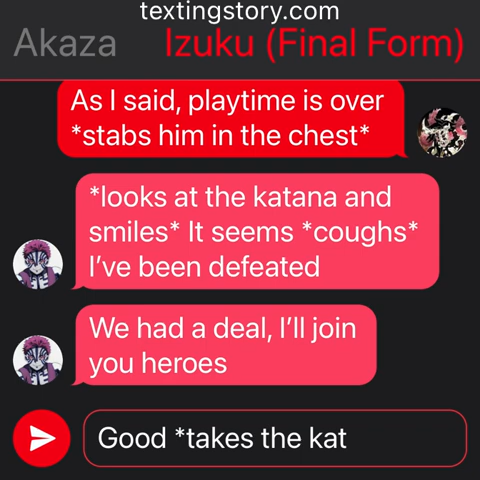 textingstory.com
Akaza Izuku (Final Form)
As I said, playtime is over
*stabs him in the chest*
*looks at the katana and
smiles* It seems *coughs*
I’ve been defeated
We had a deal, I’ll join
you heroes
Good *takes the kat